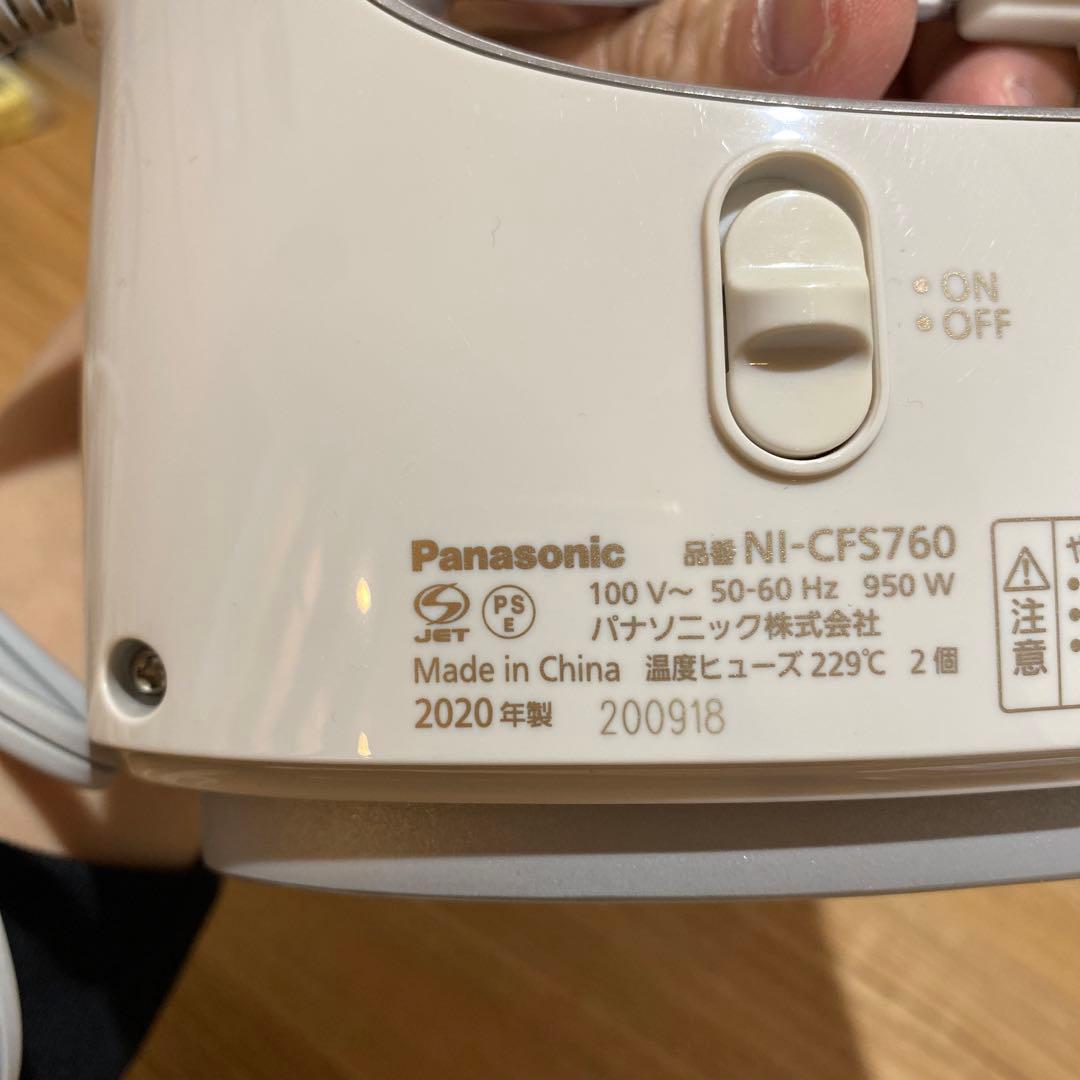 ON
OFF
Panasonic 品番 NI-CFS760
JET PS E 100 V~ 50-60 Hz 950 W
パナソニック株式会社
Made in China 温度ヒューズ 229℃ 2個
2020年製 200918
注意